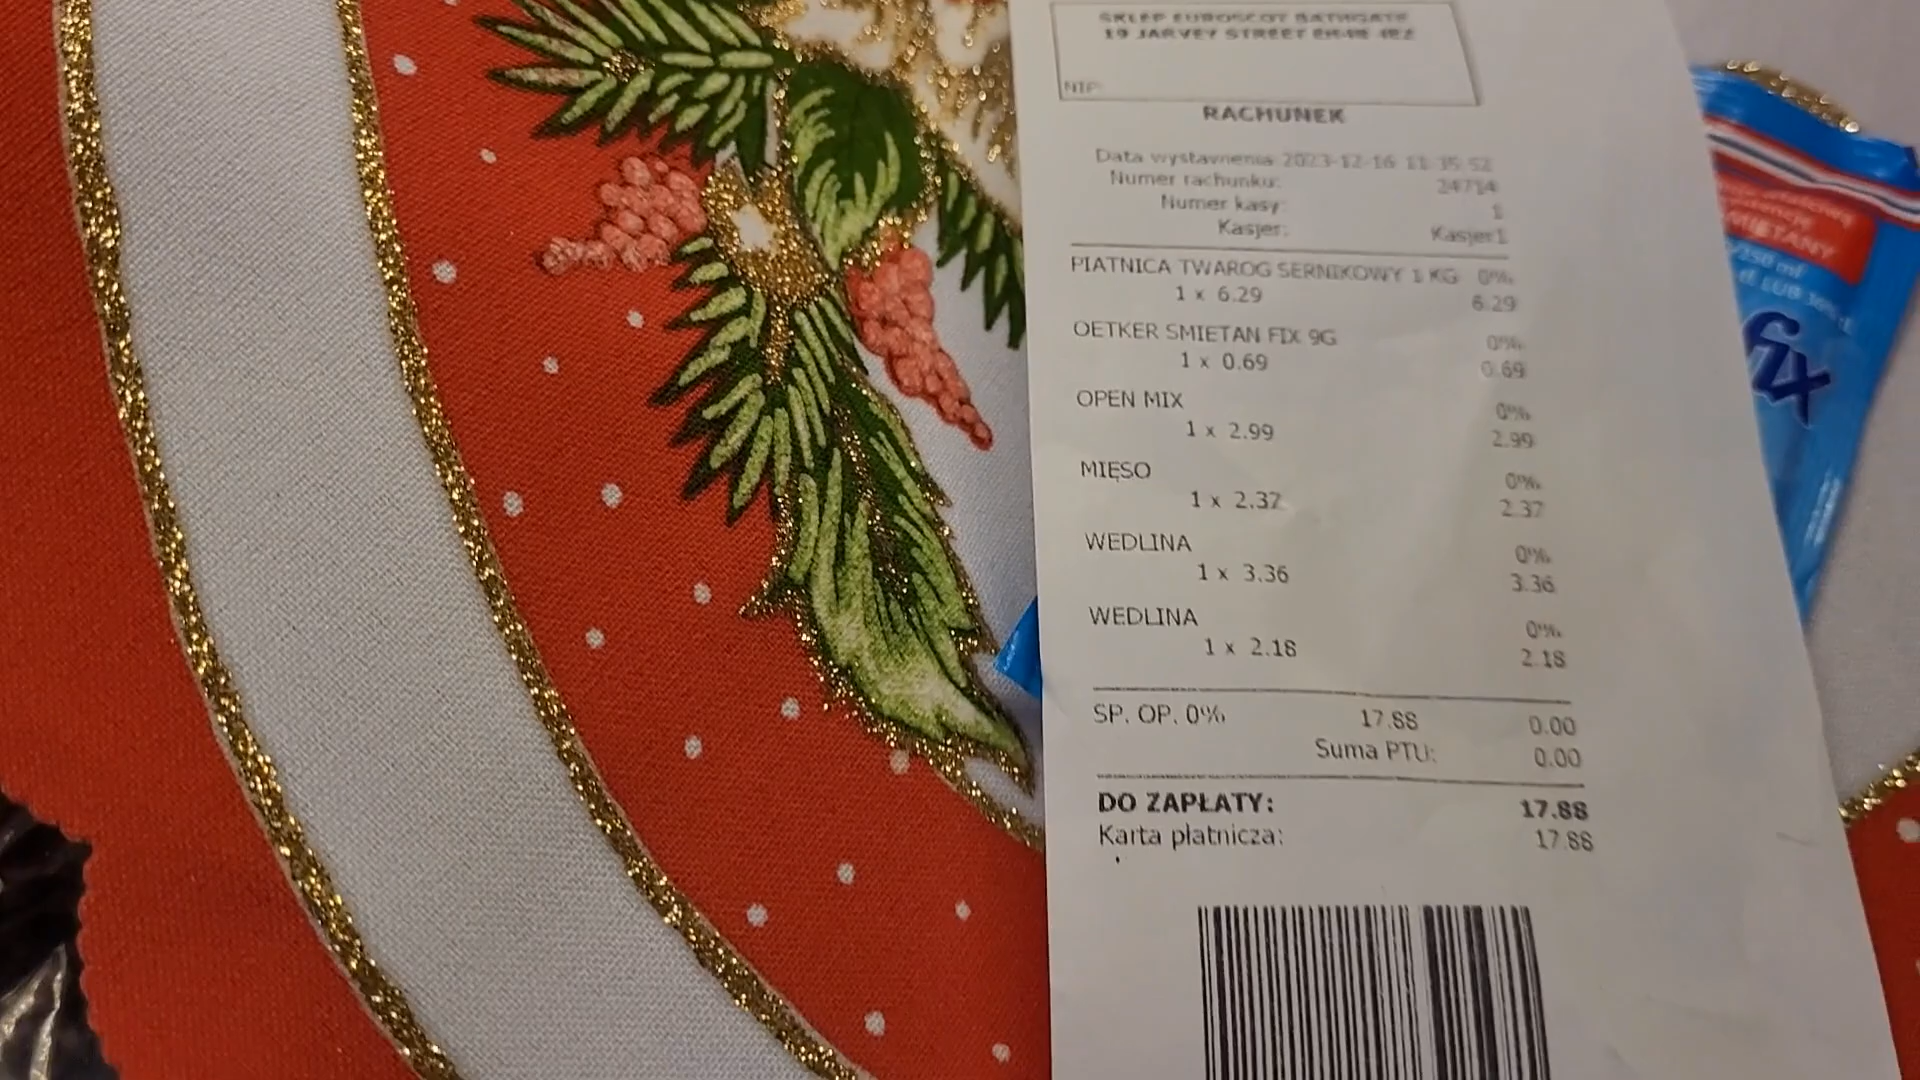 SKLEP EUROSCOT BATHGATE
19 JARVEY STREET EH48 4EZ
NIP:
RACHUNEK
Data wystawienia: 2023-12-16 11:35:52
Numer rachunku: 24714
Numer kasy: 1
Kasjer: Kasjer1
PIATNICA TWAROG SERNIKOWY 1 KG 0%
1 x 6.29 6.29
OETKER SMIETAN FIX 9G 0%
1 x 0.69 0.69
OPEN MIX 0%
1 x 2.99 2.99
MIĘSO 0%
1 x 2.37 2.37
WEDLINA 0%
1 x 3.36 3.36
WEDLINA 0%
1 x 2.18 2.18
SP. OP. 0% 17.88 0.00
Suma PTU: 0.00
DO ZAPŁATY: 17.88
Karta płatnicza: 17.88
250 ml
LUB
fix